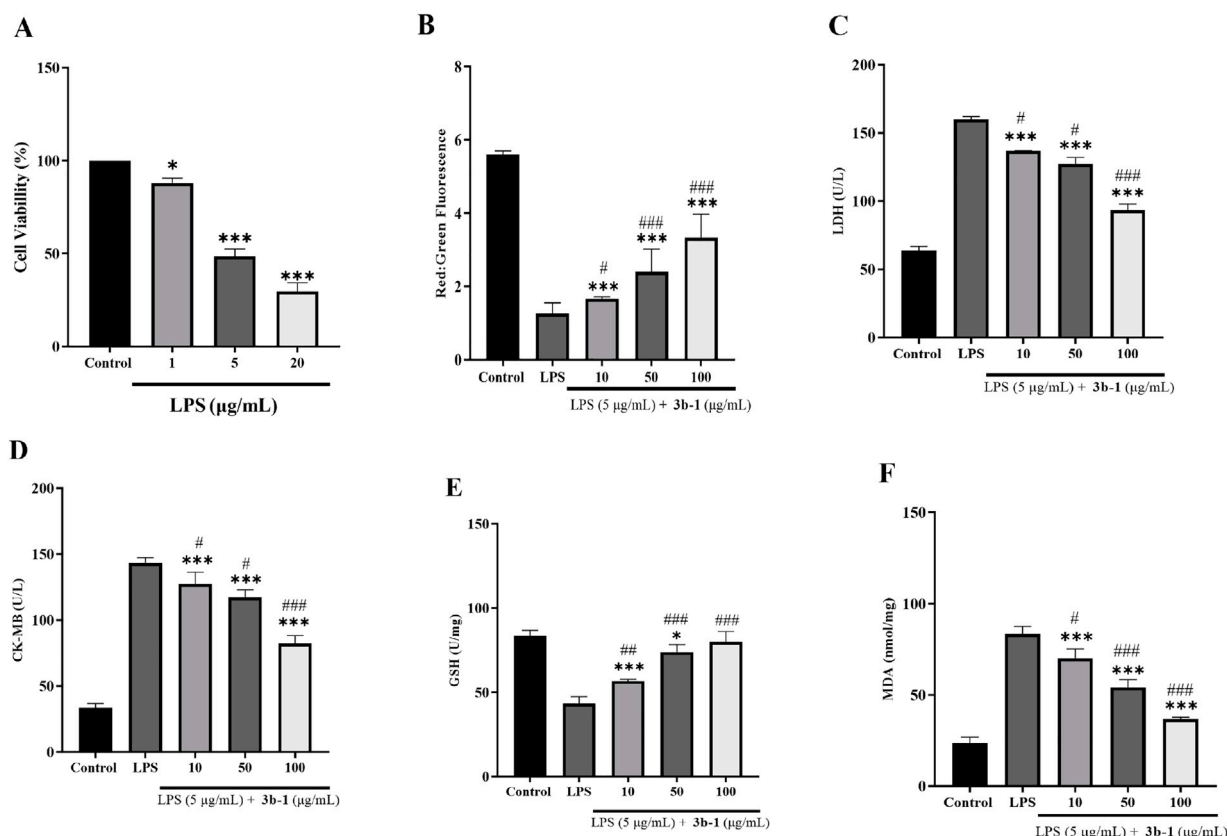 A
Cell Viabillity (%)
150
100
50
0
*
***
***
Control 1 5 20
LPS (µg/mL)
B
Red:Green Fluorescence
8
6
4
2
0
#
***
###
***
###
***
Control LPS 10 50 100
LPS (5 µg/mL) + 3b-1 (µg/mL)
C
LDH (U/L)
200
150
100
50
0
#
***
#
***
###
***
Control LPS 10 50 100
LPS (5 µg/mL) + 3b-1 (µg/mL)
D
CK-MB (U/L)
200
150
100
50
0
#
***
#
***
###
***
Control LPS 10 50 100
LPS (5 µg/mL) + 3b-1 (µg/mL)
E
GSH (U/mg)
150
100
50
0
##
***
###
*
###
Control LPS 10 50 100
LPS (5 µg/mL) + 3b-1 (µg/mL)
F
MDA (nmol/mg)
150
100
50
0
#
***
###
***
###
***
Control LPS 10 50 100
LPS (5 µg/mL) + 3b-1 (µg/mL)